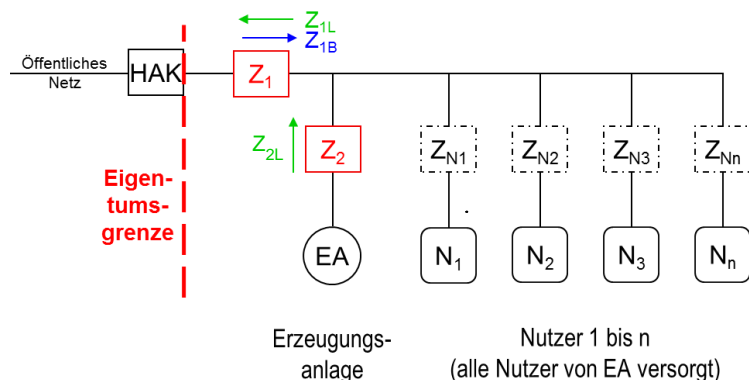 Z1L
Z1B
Öffentliches
Netz
HAK
Z1
Z2L
Z2
ZN1
ZN2
ZN3
ZNn
Eigen-
tums-
grenze
EA
N1
N2
N3
Nn
Erzeugungs-
anlage
Nutzer 1 bis n
(alle Nutzer von EA versorgt)